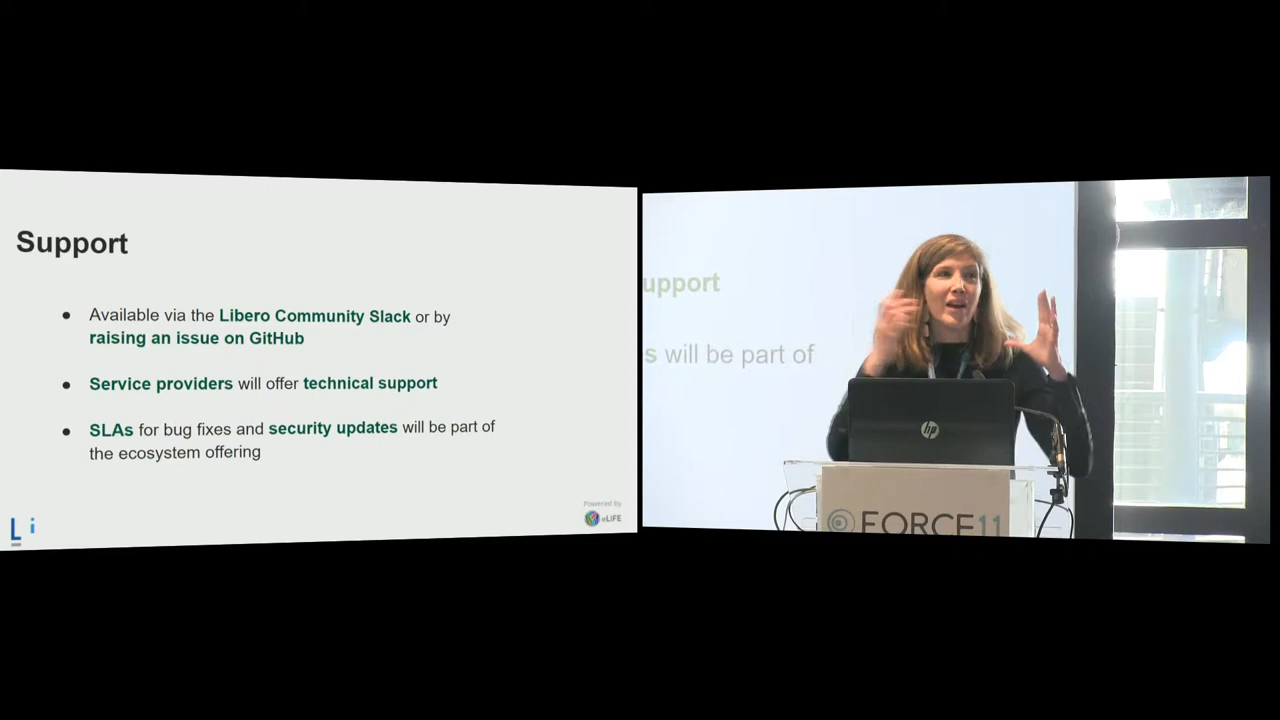 Support
● Available via the Libero Community Slack or by
raising an issue on GitHub
● Service providers will offer technical support
● SLAs for bug fixes and security updates will be part of
the ecosystem offering
Powered by
eLIFE
Li
upport
s will be part of
hp
FORCE11